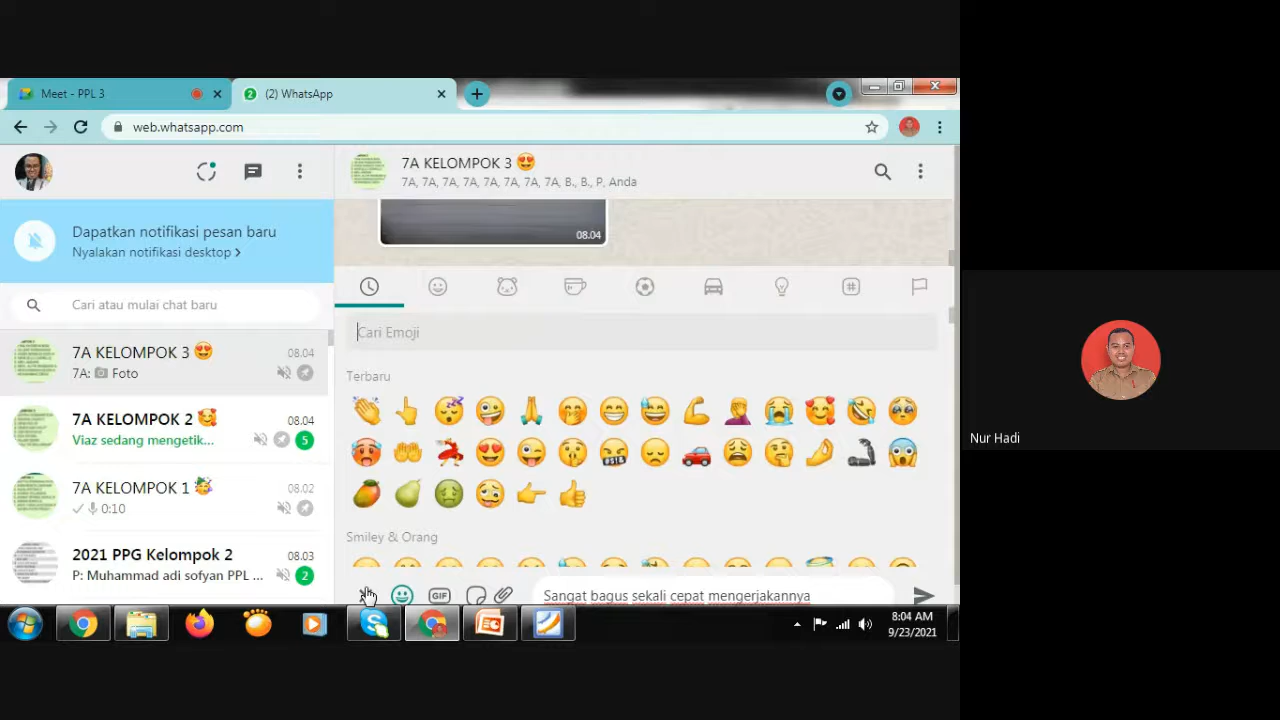 Meet - PPL 3
(2) WhatsApp
web.whatsapp.com
7A KELOMPOK 3 😍
7A, 7A, 7A, 7A, 7A, 7A, 7A, 7A, B., B., P, Anda
Dapatkan notifikasi pesan baru
Nyalakan notifikasi desktop >
Cari atau mulai chat baru
7A KELOMPOK 3 😍 08.04
7A: Foto
7A KELOMPOK 2 🥰 08.04
Viaz sedang mengetik... 5
7A KELOMPOK 1 🥳 08.02
0:10
2021 PPG Kelompok 2 08.03
P: Muhammad adi sofyan PPL ... 2
08.04
Cari Emoji
Terbaru
Smiley & Orang
GIF
Sangat bagus sekali cepat mengerjakannya
8:04 AM
9/23/2021
Nur Hadi